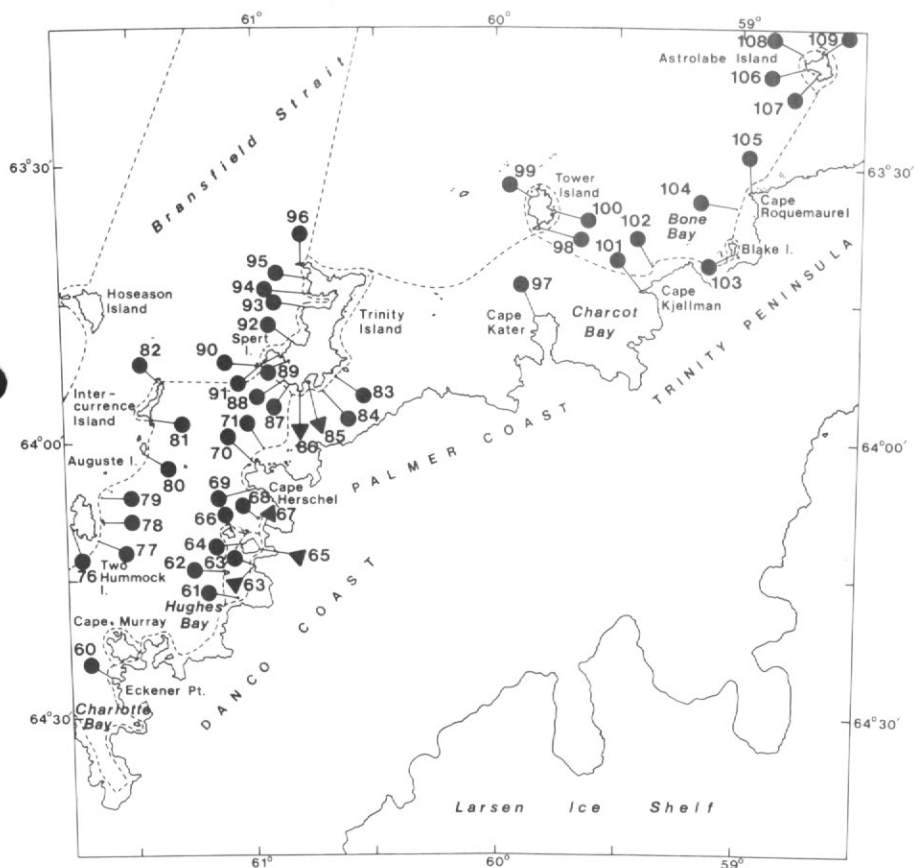 61°
60°
59°
108
109
Astrolabe Island
106
107
Bransfield Strait
105
63°30'
63°30'
99
Tower
Island
104
Cape
Roquemaurel
100
96
102
Bone
Bay
98
101
Blake I.
95
103
94
97
Hoseason
Island
93
Trinity
Island
Cape
Kater
Charcot
Bay
Cape
Kjellman
TRINITY PENINSULA
92
Spert
I.
82
90
89
83
Inter-
currence
Island
91
88
84
71
87
85
81
86
PALMER COAST
70
64°00'
64°00'
Auguste I.
80
69
Cape
Herschel
68
79
66
67
78
64
65
77
62
63
76
Two
Hummock
I.
63
61
Hughes
Bay
Cape Murray
DANCO COAST
60
Eckener Pt.
Charlotte
Bay
64°30'
64°30'
Larsen Ice Shelf
61°
60°
59°